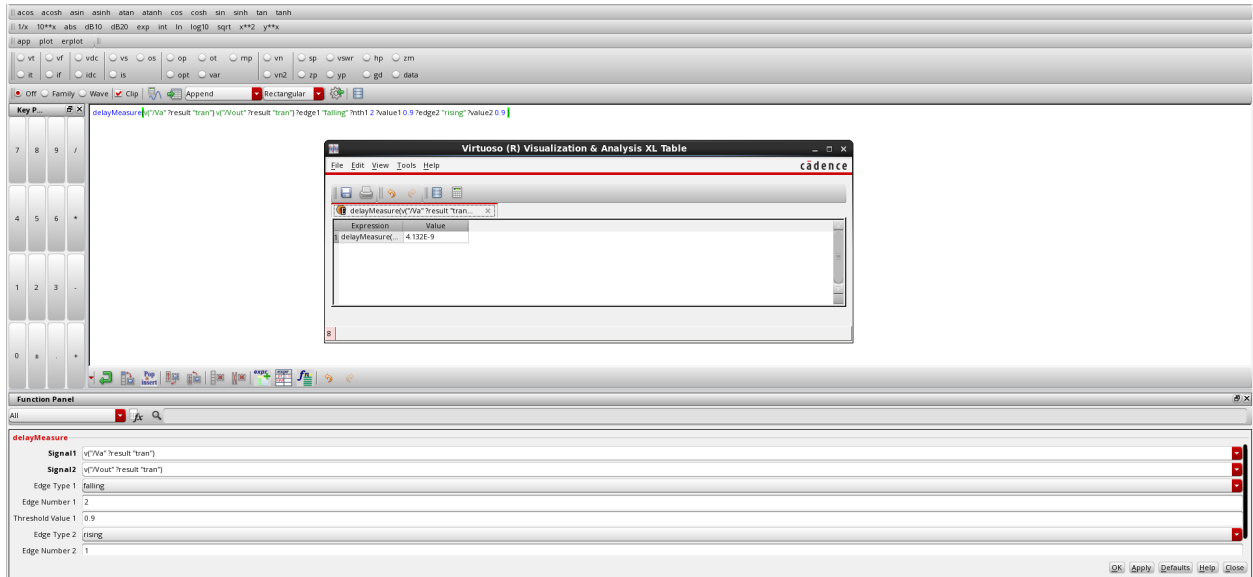 acos acosh asin asinh atan atanh cos cosh sin sinh tan tanh
1/x 10**x abs dB10 dB20 exp int ln log10 sqrt x**2 y**x
app plot erplot
vt vf vdc vs os op ot mp vn sp vswr hp zm
it if idc is opt var vn2 zp yp gd data
Off Family Wave Clip Append Rectangular
Key P...
delayMeasure(v("/Va" ?result "tran") v("/Vout" ?result "tran") ?edge1 "falling" ?nth1 2 ?value1 0.9 ?edge2 "rising" ?value2 0.9 )
7 8 9 /
4 5 6 *
1 2 3 -
0 ± . +
Virtuoso (R) Visualization & Analysis XL Table
File Edit View Tools Help
cādence
delayMeasure(v("/Va" ?result "tran...
Expression Value
1 delayMeasure(... 4.132E-9
8
Pop insert
expr
Function Panel
All
fx
delayMeasure
Signal1 v("/Va" ?result "tran")
Signal2 v("/Vout" ?result "tran")
Edge Type 1 falling
Edge Number 1 2
Threshold Value 1 0.9
Edge Type 2 rising
Edge Number 2 1
OK Apply Defaults Help Close